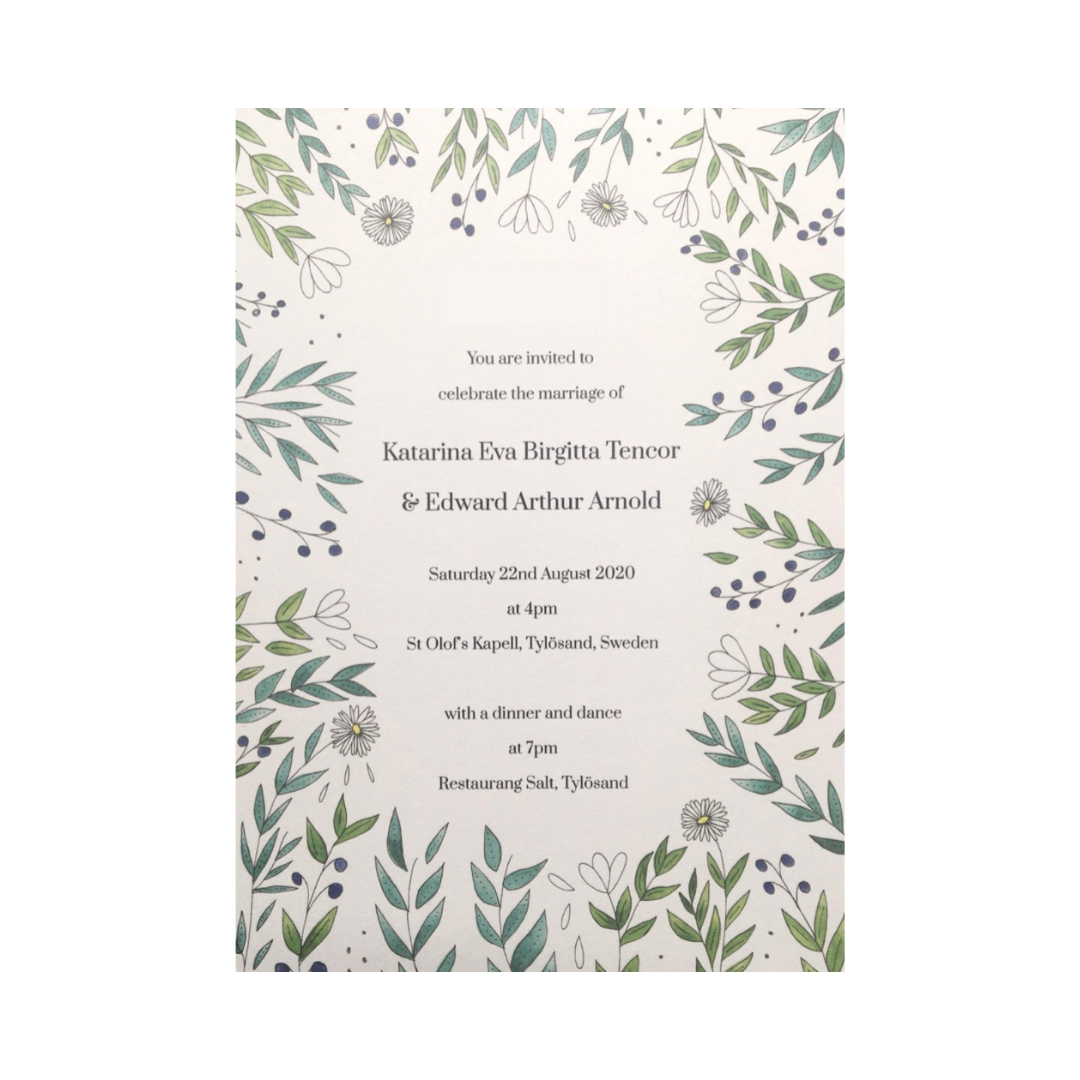 You are invited to
celebrate the marriage of
Katarina Eva Birgitta Tencor
& Edward Arthur Arnold
Saturday 22nd August 2020
at 4pm
St Olof's Kapell, Tylösand, Sweden
with a dinner and dance
at 7pm
Restaurang Salt, Tylösand